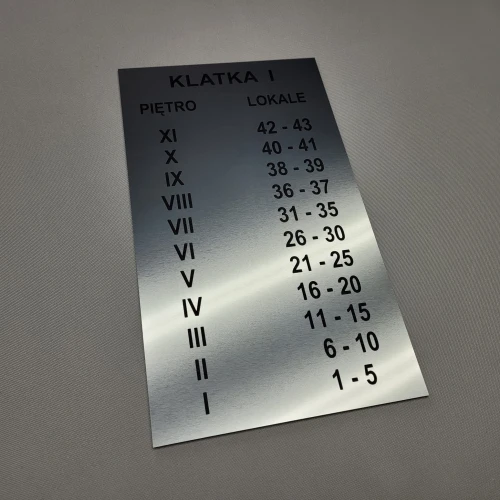 KLATKA I
PIĘTRO LOKALE
XI 42 - 43
X 40 - 41
IX 38 - 39
VIII 36 - 37
VII 31 - 35
VI 26 - 30
V 21 - 25
IV 16 - 20
III 11 - 15
II 6 - 10
I 1 - 5